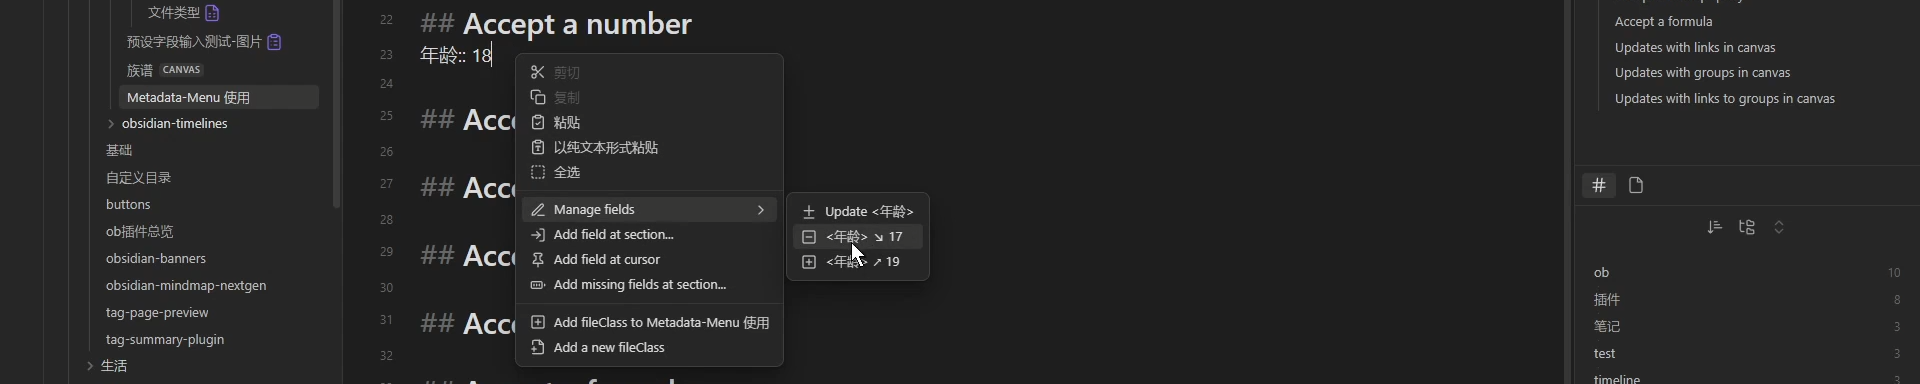 文件类型
预设字段输入测试-图片
族谱 CANVAS
Metadata-Menu 使用
obsidian-timelines
基础
自定义目录
buttons
ob插件总览
obsidian-banners
obsidian-mindmap-nextgen
tag-page-preview
tag-summary-plugin
生活
22 ## Accept a number
23 年龄:: 18
24
25 ## Acc
26
27 ## Acc
28
29 ## Acc
30
31 ## Acc
32
剪切
复制
粘贴
以纯文本形式粘贴
全选
Manage fields
Add field at section...
Add field at cursor
Add missing fields at section...
Add fileClass to Metadata-Menu 使用
Add a new fileClass
Update <年龄>
<年龄> ↘ 17
<年龄> ↗ 19
Accept a formula
Updates with links in canvas
Updates with groups in canvas
Updates with links to groups in canvas
ob 10
插件 8
笔记 3
test 3
timeline 3